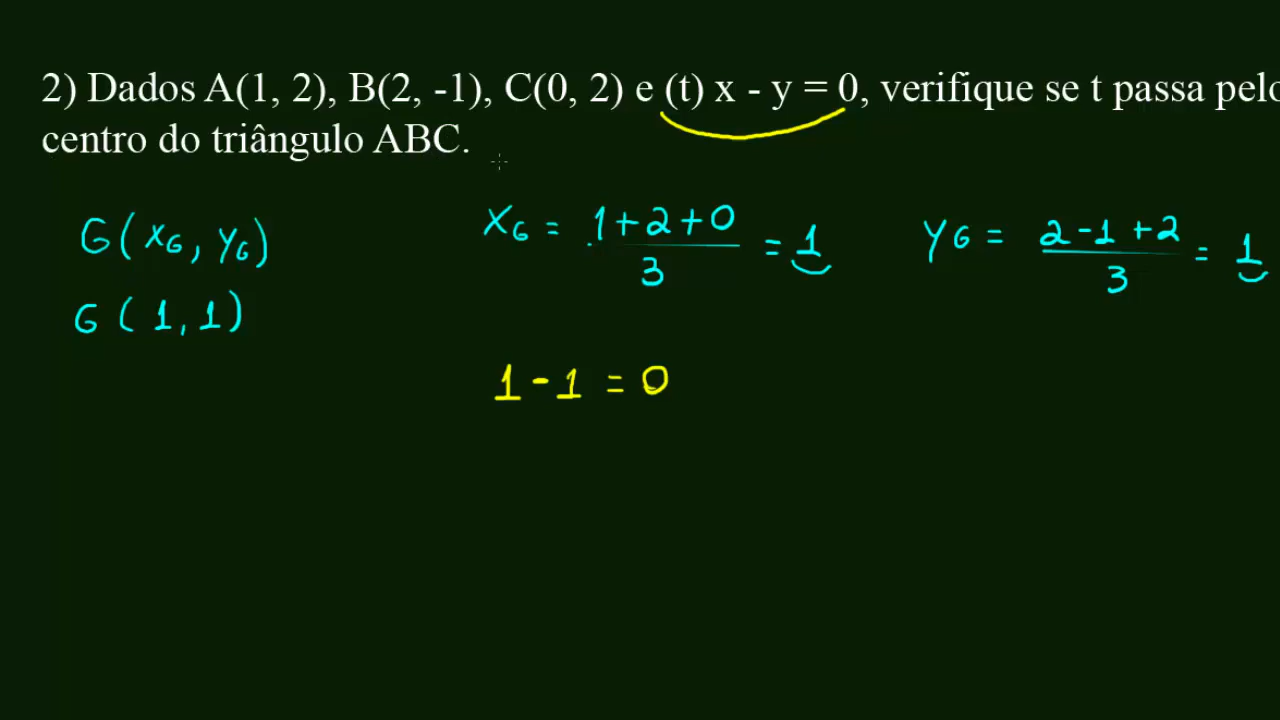 2) Dados A(1, 2), B(2, -1), C(0, 2) e (t) x - y = 0, verifique se t passa pelo
centro do triângulo ABC.
G(xG, yG)
xG = 1+2+0 / 3 = 1
yG = 2-1+2 / 3 = 1
G (1,1)
1 - 1 = 0